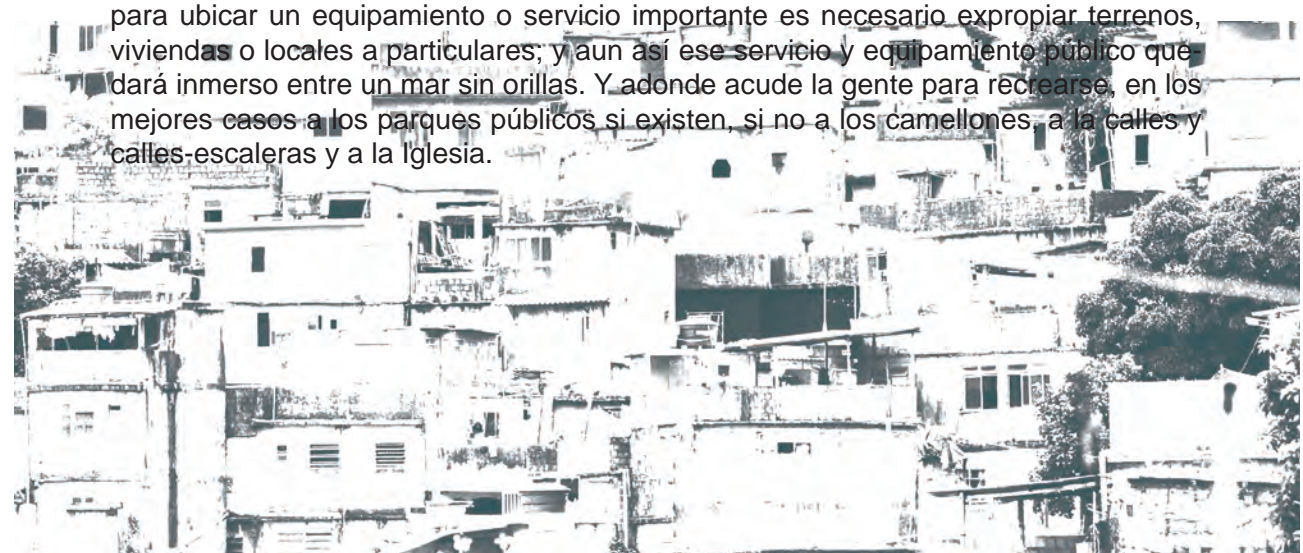 para ubicar un equipamiento o servicio importante es necesario expropiar terrenos,
viviendas o locales a particulares; y aun así ese servicio y equipamiento público que-
dará inmerso entre un mar sin orillas. Y adonde acude la gente para recrearse, en los
mejores casos a los parques públicos si existen, si no a los camellones, a la calles y
calles-escaleras y a la Iglesia.